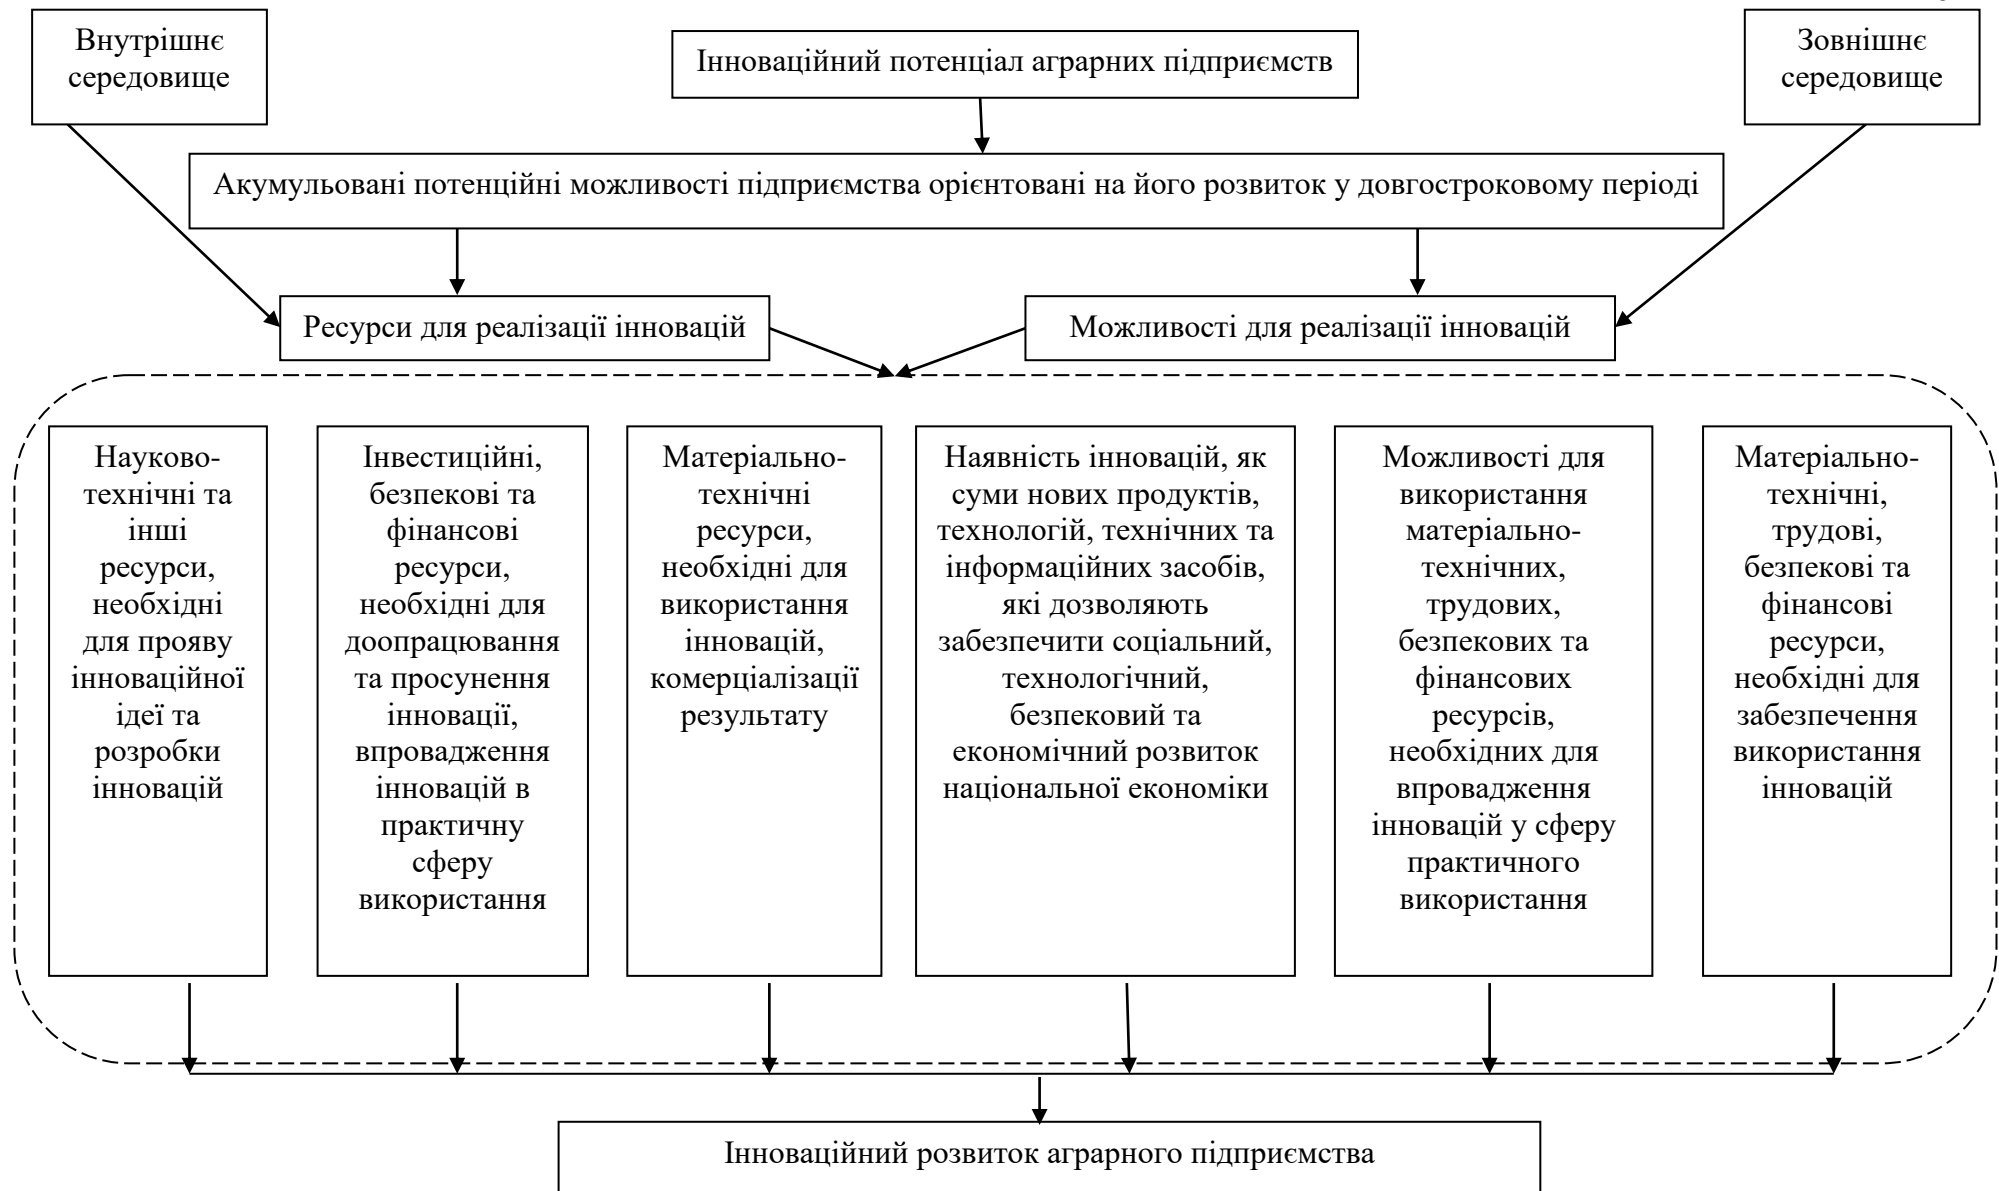 Внутрішнє
середовище
Інноваційний потенціал аграрних підприємств
Зовнішнє
середовище
Акумульовані потенційні можливості підприємства орієнтовані на його розвиток у довгостроковому періоді
Ресурси для реалізації інновацій
Можливості для реалізації інновацій
Науково-
технічні та
інші
ресурси,
необхідні
для прояву
інноваційної
ідеї та
розробки
інновацій
Інвестиційні,
безпекові та
фінансові
ресурси,
необхідні для
доопрацювання
та просунення
інновації,
впровадження
інновацій в
практичну
сферу
використання
Матеріально-
технічні
ресурси,
необхідні для
використання
інновацій,
комерціалізації
результату
Наявність інновацій, як
суми нових продуктів,
технологій, технічних та
інформаційних засобів,
які дозволяють
забезпечити соціальний,
технологічний,
безпековий та
економічний розвиток
національної економіки
Можливості для
використання
матеріально-
технічних,
трудових,
безпекових та
фінансових
ресурсів,
необхідних для
впровадження
інновацій у сферу
практичного
використання
Матеріально-
технічні,
трудові,
безпекові та
фінансові
ресурси,
необхідні для
забезпечення
використання
інновацій
Інноваційний розвиток аграрного підприємства